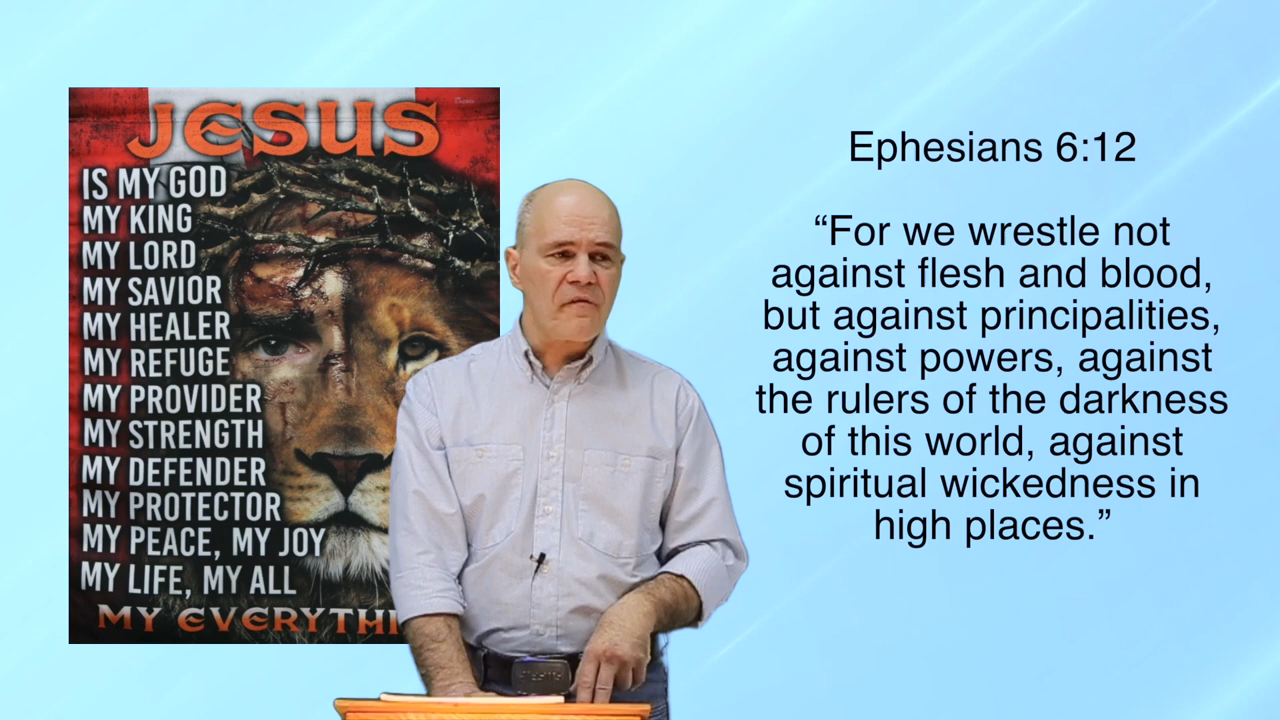 JESUS
IS MY GOD
MY KING
MY LORD
MY SAVIOR
MY HEALER
MY REFUGE
MY PROVIDER
MY STRENGTH
MY DEFENDER
MY PROTECTOR
MY PEACE, MY JOY
MY LIFE, MY ALL
MY EVERYTHI
Ephesians 6:12
“For we wrestle not
against flesh and blood,
but against principalities,
against powers, against
the rulers of the darkness
of this world, against
spiritual wickedness in
high places.”